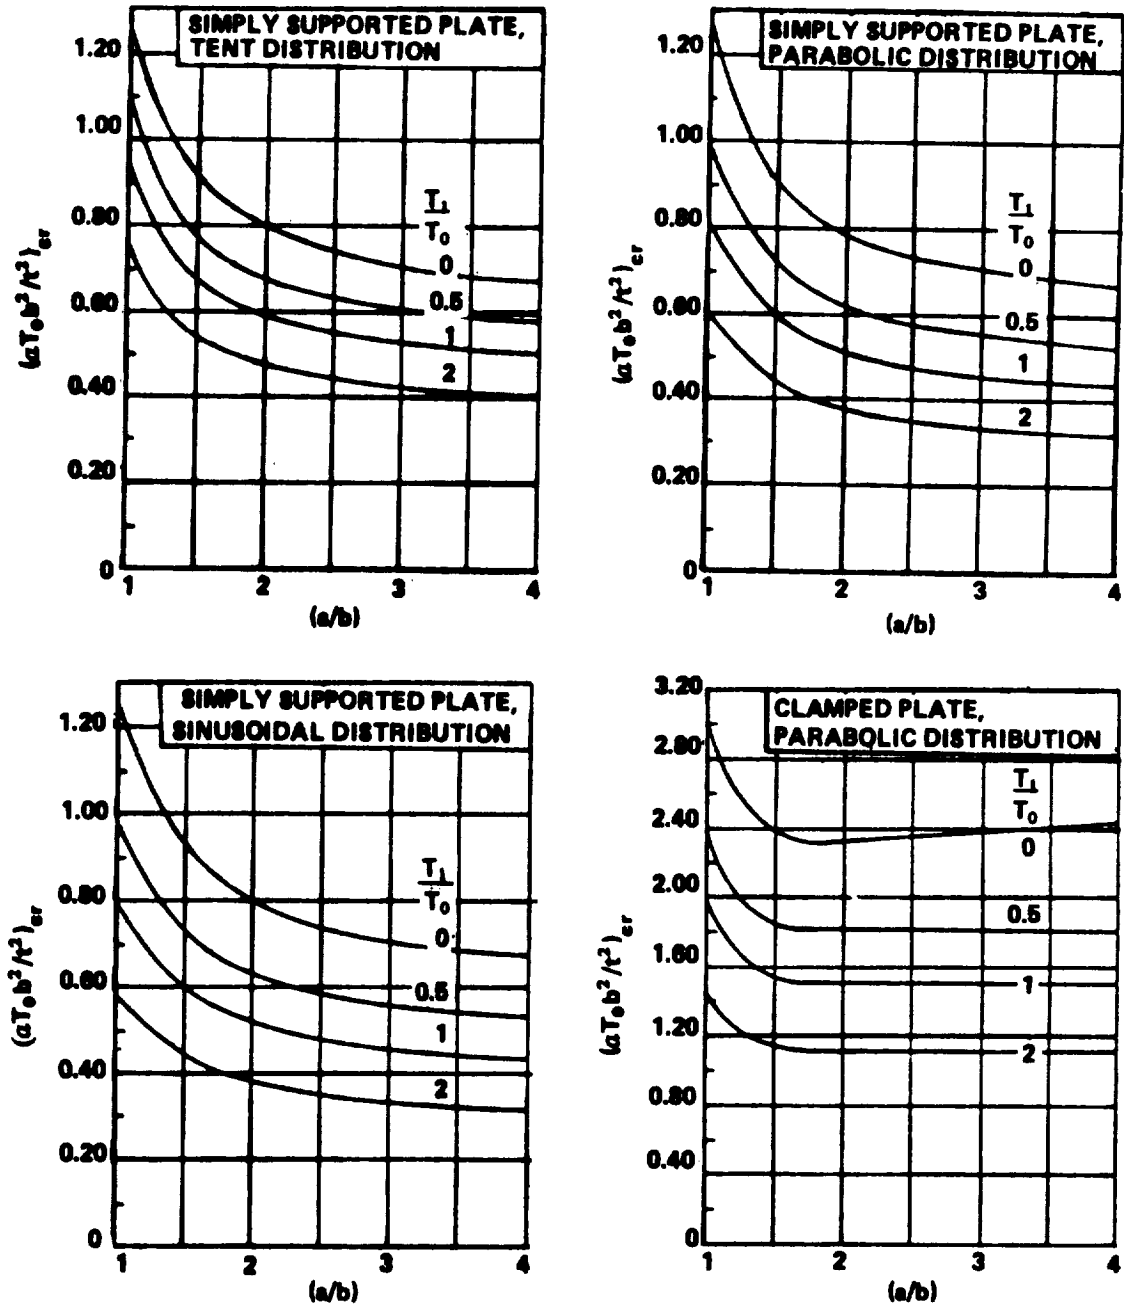 SIMPLY SUPPORTED PLATE,
TENT DISTRIBUTION
1.20
1.00
0.80
0.60
0.40
0.20
0
(αT₀b²/t²)cr
T₁
T₀
0
0.5
1
2
1 2 3 4
(a/b)
SIMPLY SUPPORTED PLATE,
PARABOLIC DISTRIBUTION
1.20
1.00
0.80
0.60
0.40
0.20
0
(αT₀b²/t²)cr
T₁
T₀
0
0.5
1
2
1 2 3 4
(a/b)
SIMPLY SUPPORTED PLATE,
SINUSOIDAL DISTRIBUTION
1.20
1.00
0.80
0.60
0.40
0.20
0
(αT₀b²/t²)cr
T₁
T₀
0
0.5
1
2
1 2 3 4
(a/b)
CLAMPED PLATE,
PARABOLIC DISTRIBUTION
3.20
2.80
2.40
2.00
1.60
1.20
0.80
0.40
0
(αT₀b²/t²)cr
T₁
T₀
0
0.5
1
2
1 2 3 4
(a/b)